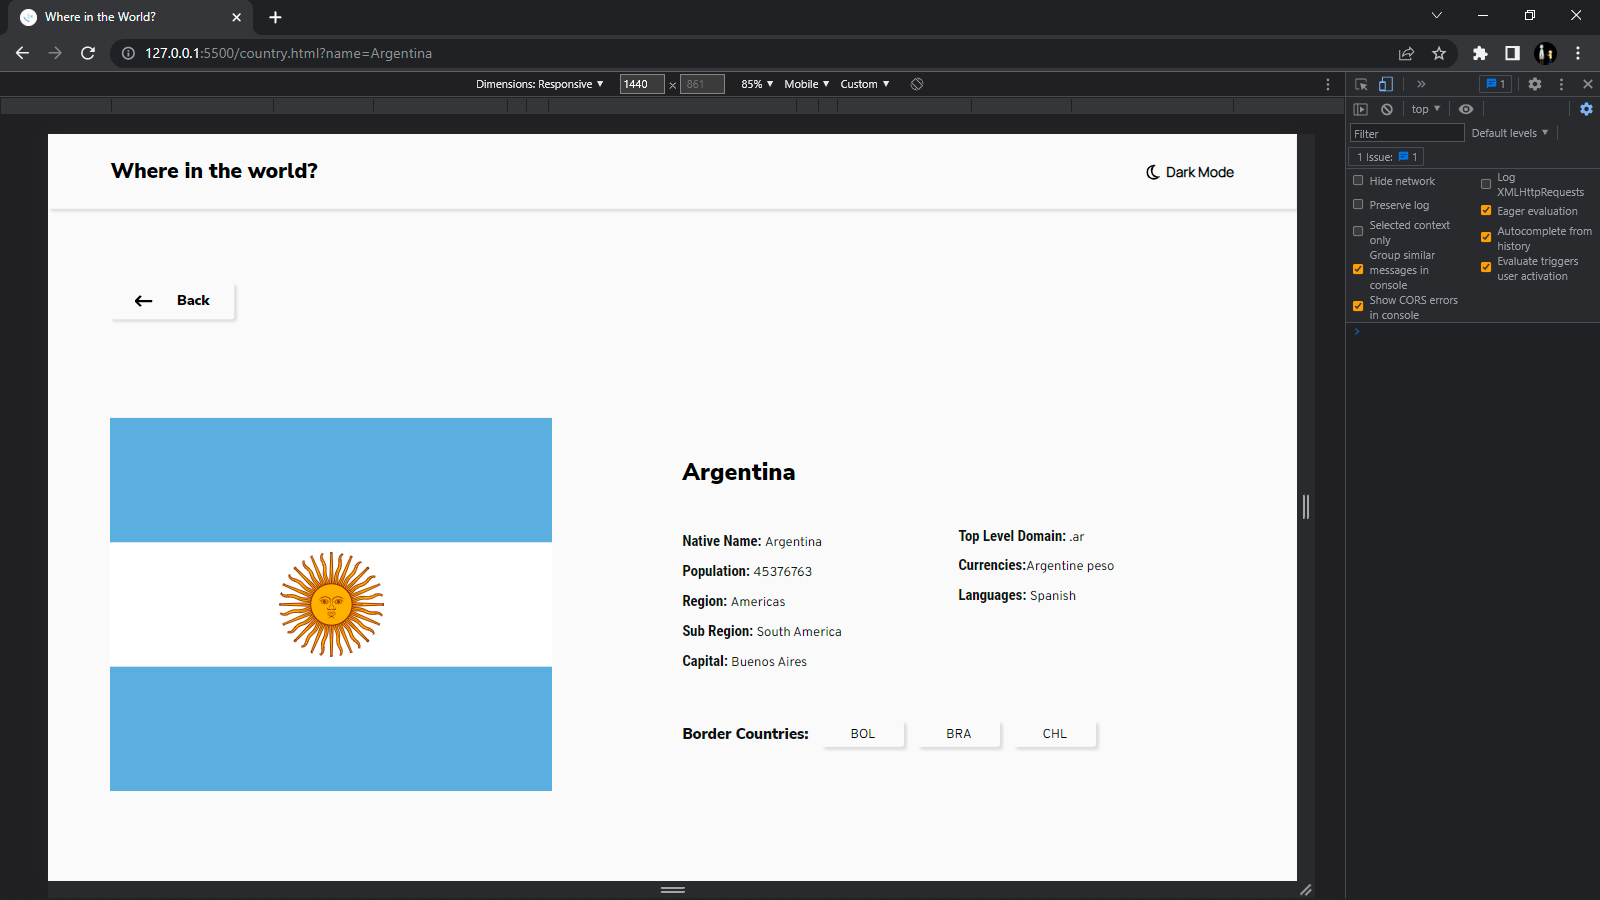 Where in the World?
127.0.0.1:5500/country.html?name=Argentina
Dimensions: Responsive 1440 × 861 85% Mobile Custom
1
top
Filter Default levels
1 Issue: 1
Hide network
Log XMLHttpRequests
Preserve log
Eager evaluation
Selected context only
Autocomplete from history
Group similar messages in console
Evaluate triggers user activation
Show CORS errors in console
Where in the world?
Dark Mode
Back
Argentina
Native Name: Argentina
Population: 45376763
Region: Americas
Sub Region: South America
Capital: Buenos Aires
Top Level Domain: .ar
Currencies:Argentine peso
Languages: Spanish
Border Countries: BOL BRA CHL